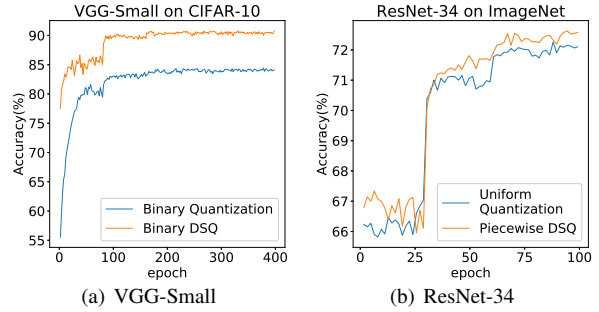 VGG-Small on CIFAR-10
90
85
80
75
70
65
60
55
Accuracy(%)
0
100
200
300
400
epoch
Binary Quantization
Binary DSQ
(a) VGG-Small
ResNet-34 on ImageNet
72
71
70
69
68
67
66
Accuracy(%)
0
25
50
75
100
epoch
Uniform
Quantization
Piecewise DSQ
(b) ResNet-34